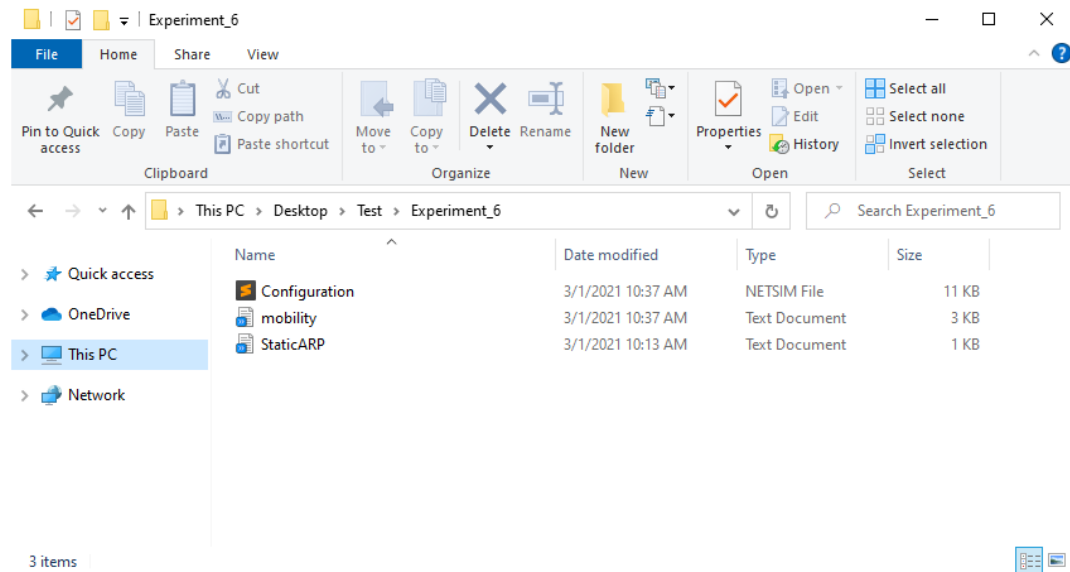 Experiment_6
File Home Share View
Pin to Quick access
Copy
Paste
Cut
Copy path
Paste shortcut
Clipboard
Move to
Copy to
Delete
Rename
Organize
New folder
New
Properties
Open
Edit
History
Open
Select all
Select none
Invert selection
Select
This PC > Desktop > Test > Experiment_6
Search Experiment_6
Quick access
OneDrive
This PC
Network
Name Date modified Type Size
Configuration 3/1/2021 10:37 AM NETSIM File 11 KB
mobility 3/1/2021 10:37 AM Text Document 3 KB
StaticARP 3/1/2021 10:13 AM Text Document 1 KB
3 items